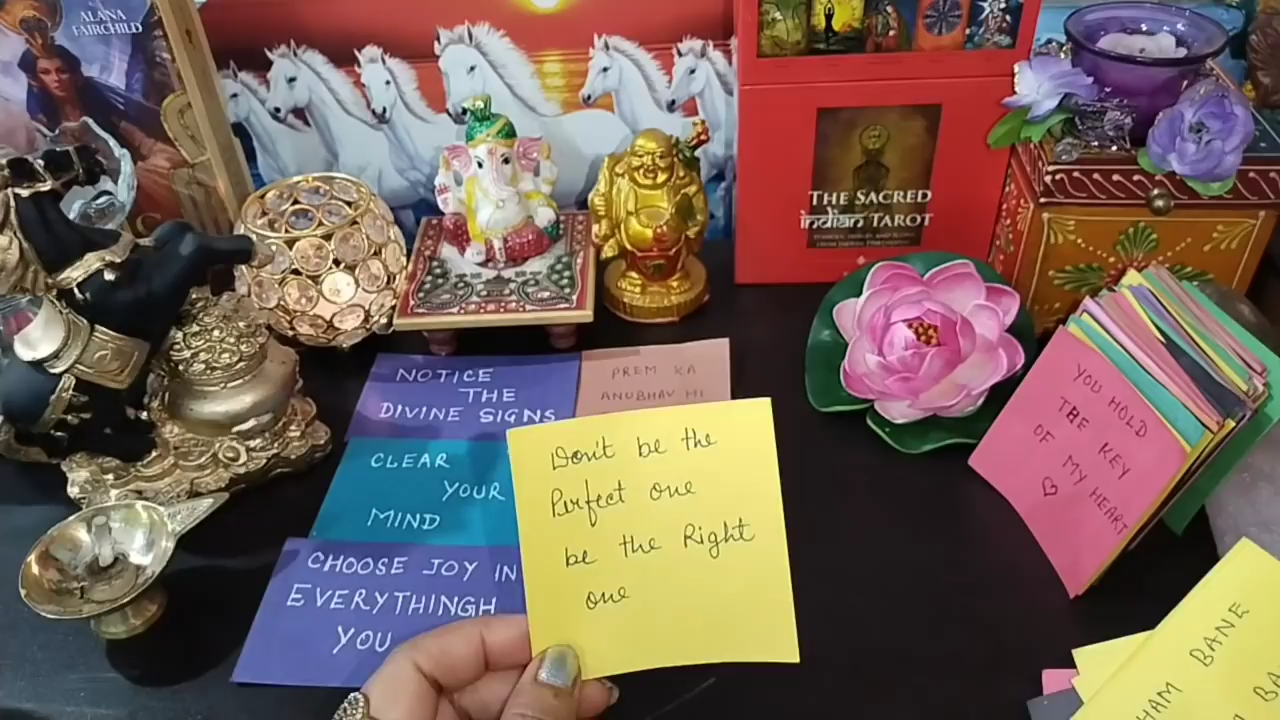 ALANA
FAIRCHILD
THE SACRED
indian TAROT
NOTICE
THE
DIVINE SIGNS
PREM KA
ANUBHAV HI
CLEAR
YOUR
MIND
CHOOSE JOY IN
EVERYTHINGH
YOU
Don't be the
Perfect one
be the Right
one
YOU HOLD
THE KEY
OF MY
HEART
HAM BANE
BA